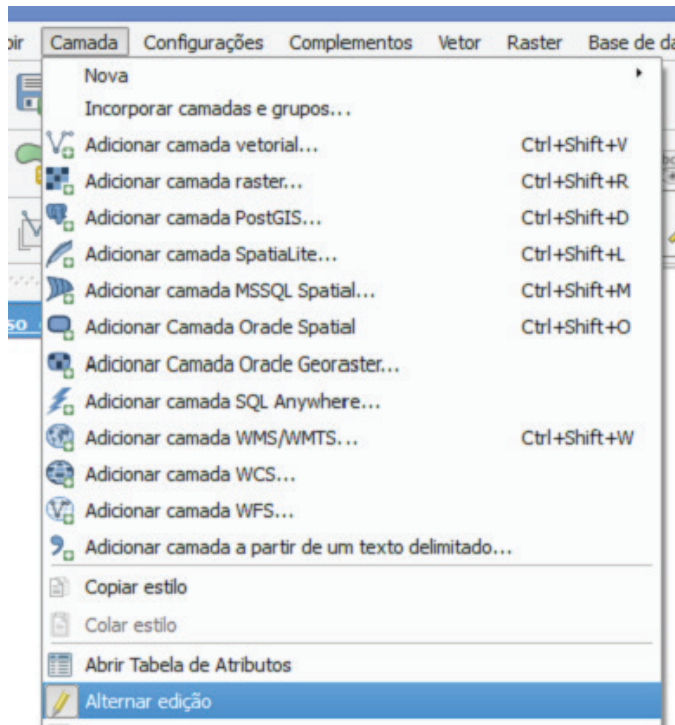 Camada Configurações Complementos Vetor Raster Base de
Nova
Incorporar camadas e grupos...
Adicionar camada vetorial... Ctrl+Shift+V
Adicionar camada raster... Ctrl+Shift+R
Adicionar camada PostGIS... Ctrl+Shift+D
Adicionar camada SpatiaLite... Ctrl+Shift+L
Adicionar camada MSSQL Spatial... Ctrl+Shift+M
Adicionar Camada Oracle Spatial Ctrl+Shift+O
Adicionar Camada Oracle Georaster...
Adicionar camada SQL Anywhere...
Adicionar camada WMS/WMTS... Ctrl+Shift+W
Adicionar camada WCS...
Adicionar camada WFS...
Adicionar camada a partir de um texto delimitado...
Copiar estilo
Colar estilo
Abrir Tabela de Atributos
Alternar edição